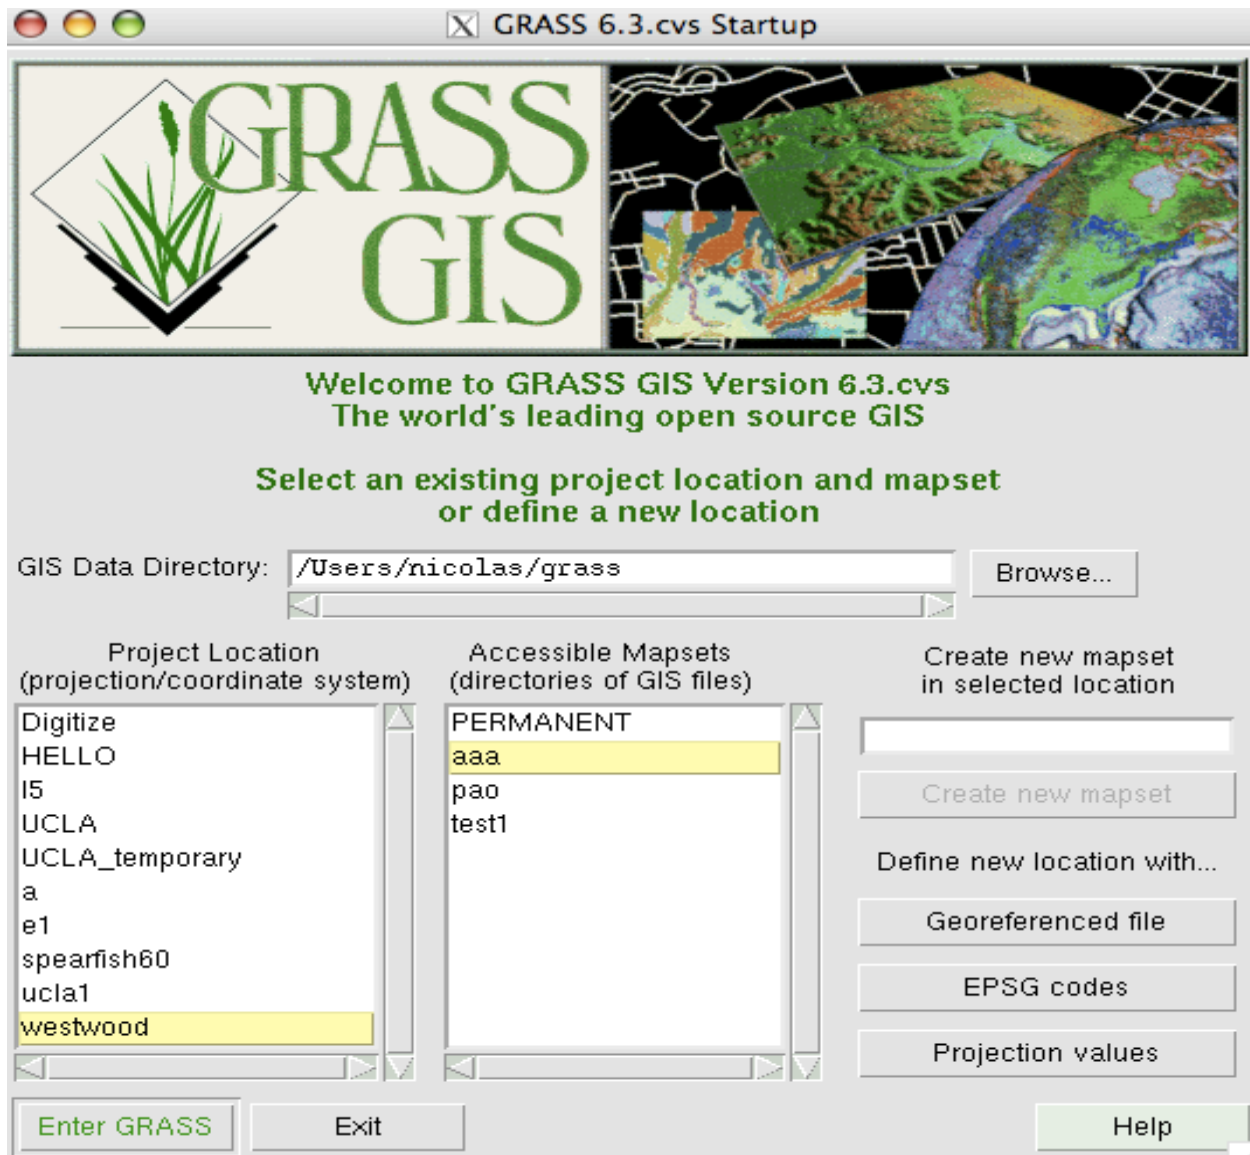 GRASS 6.3.cvs Startup
GRASS
GIS
Welcome to GRASS GIS Version 6.3.cvs
The world's leading open source GIS
Select an existing project location and mapset
or define a new location
GIS Data Directory:
/Users/nicolas/grass
Browse...
Project Location
(projection/coordinate system)
Digitize
HELLO
I5
UCLA
UCLA_temporary
a
e1
spearfish60
ucla1
westwood
Accessible Mapsets
(directories of GIS files)
PERMANENT
aaa
pao
test1
Create new mapset
in selected location
Create new mapset
Define new location with...
Georeferenced file
EPSG codes
Projection values
Enter GRASS
Exit
Help